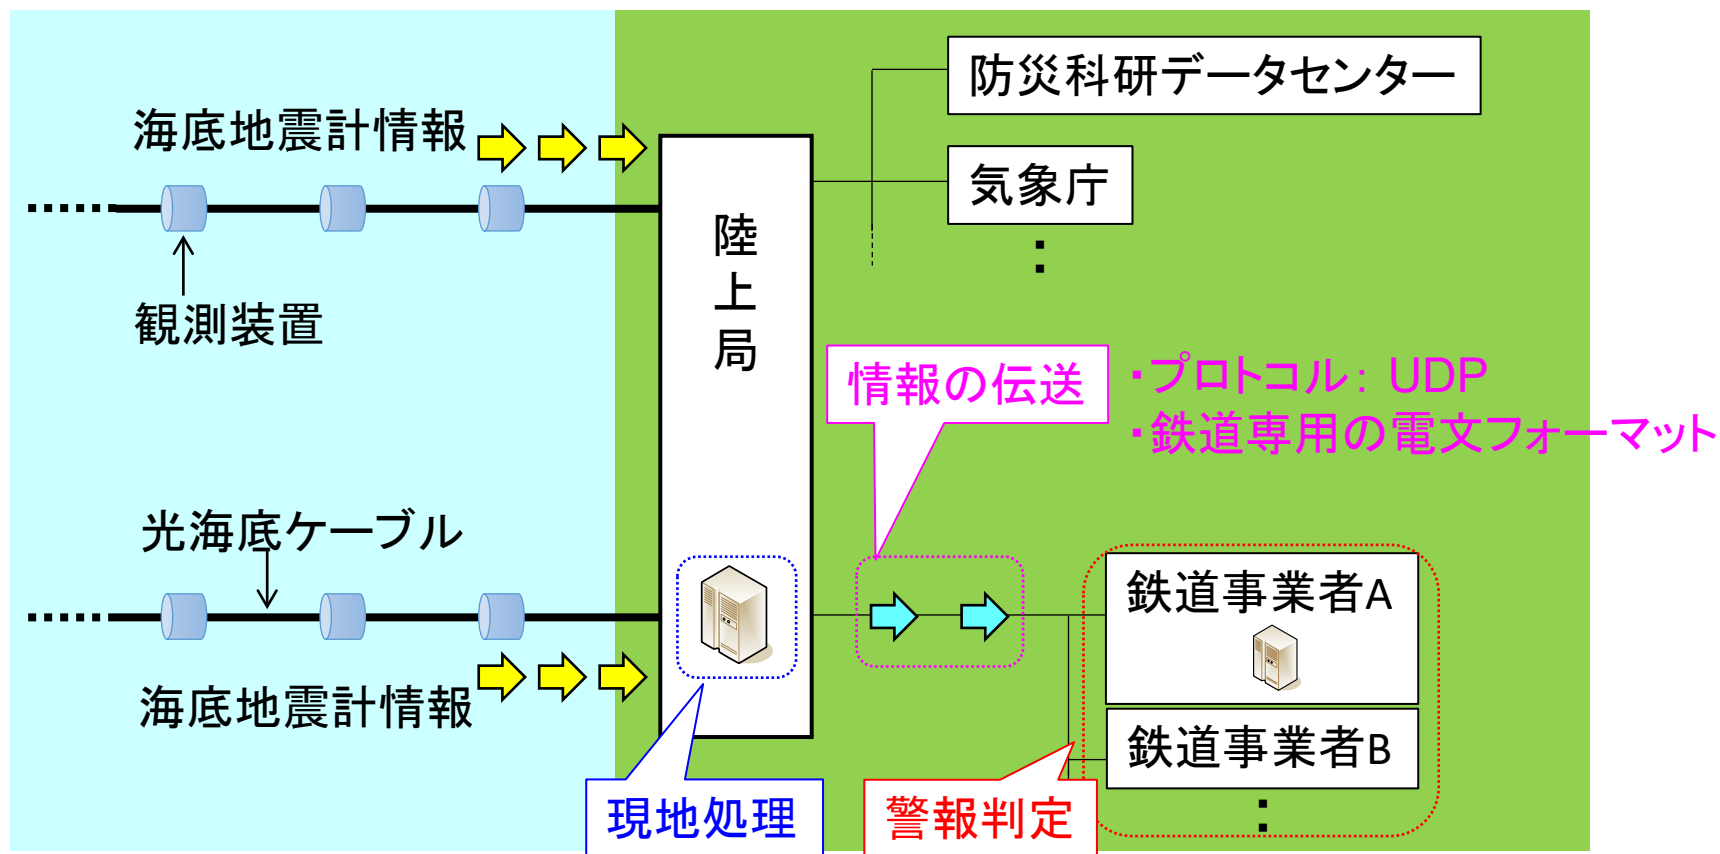 防災科研データセンター
海底地震計情報
気象庁
：
陸上局
観測装置
情報の伝送
・プロトコル：UDP
・鉄道専用の電文フォーマット
光海底ケーブル
鉄道事業者A
海底地震計情報
鉄道事業者B
：
現地処理
警報判定